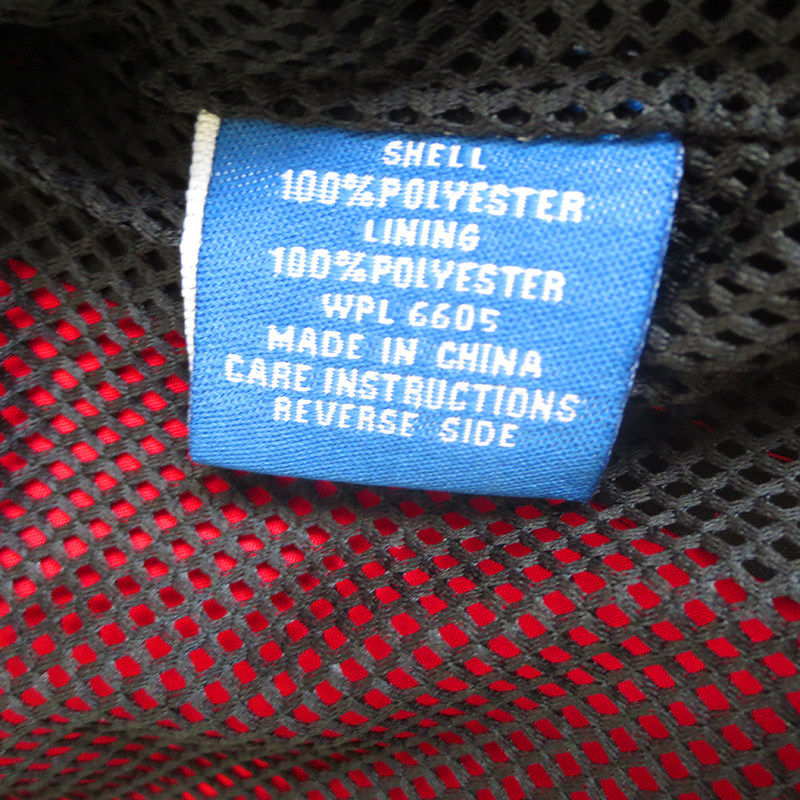 SHELL
100%POLYESTER
LINING
100%POLYESTER
WPL 6605
MADE IN CHINA
CARE INSTRUCTIONS
REVERSE SIDE